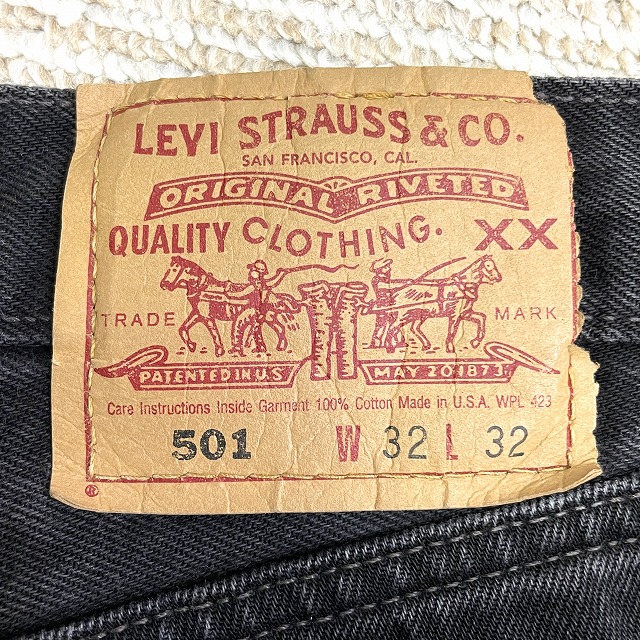 LEVI STRAUSS & CO.
SAN FRANCISCO, CAL.
ORIGINAL RIVETED
QUALITY CLOTHING. XX
TRADE MARK
PATENTED IN U.S. MAY 20 1873
Care Instructions Inside Garment 100% Cotton Made in U.S.A. WPL 423
501 W 32 L 32
®